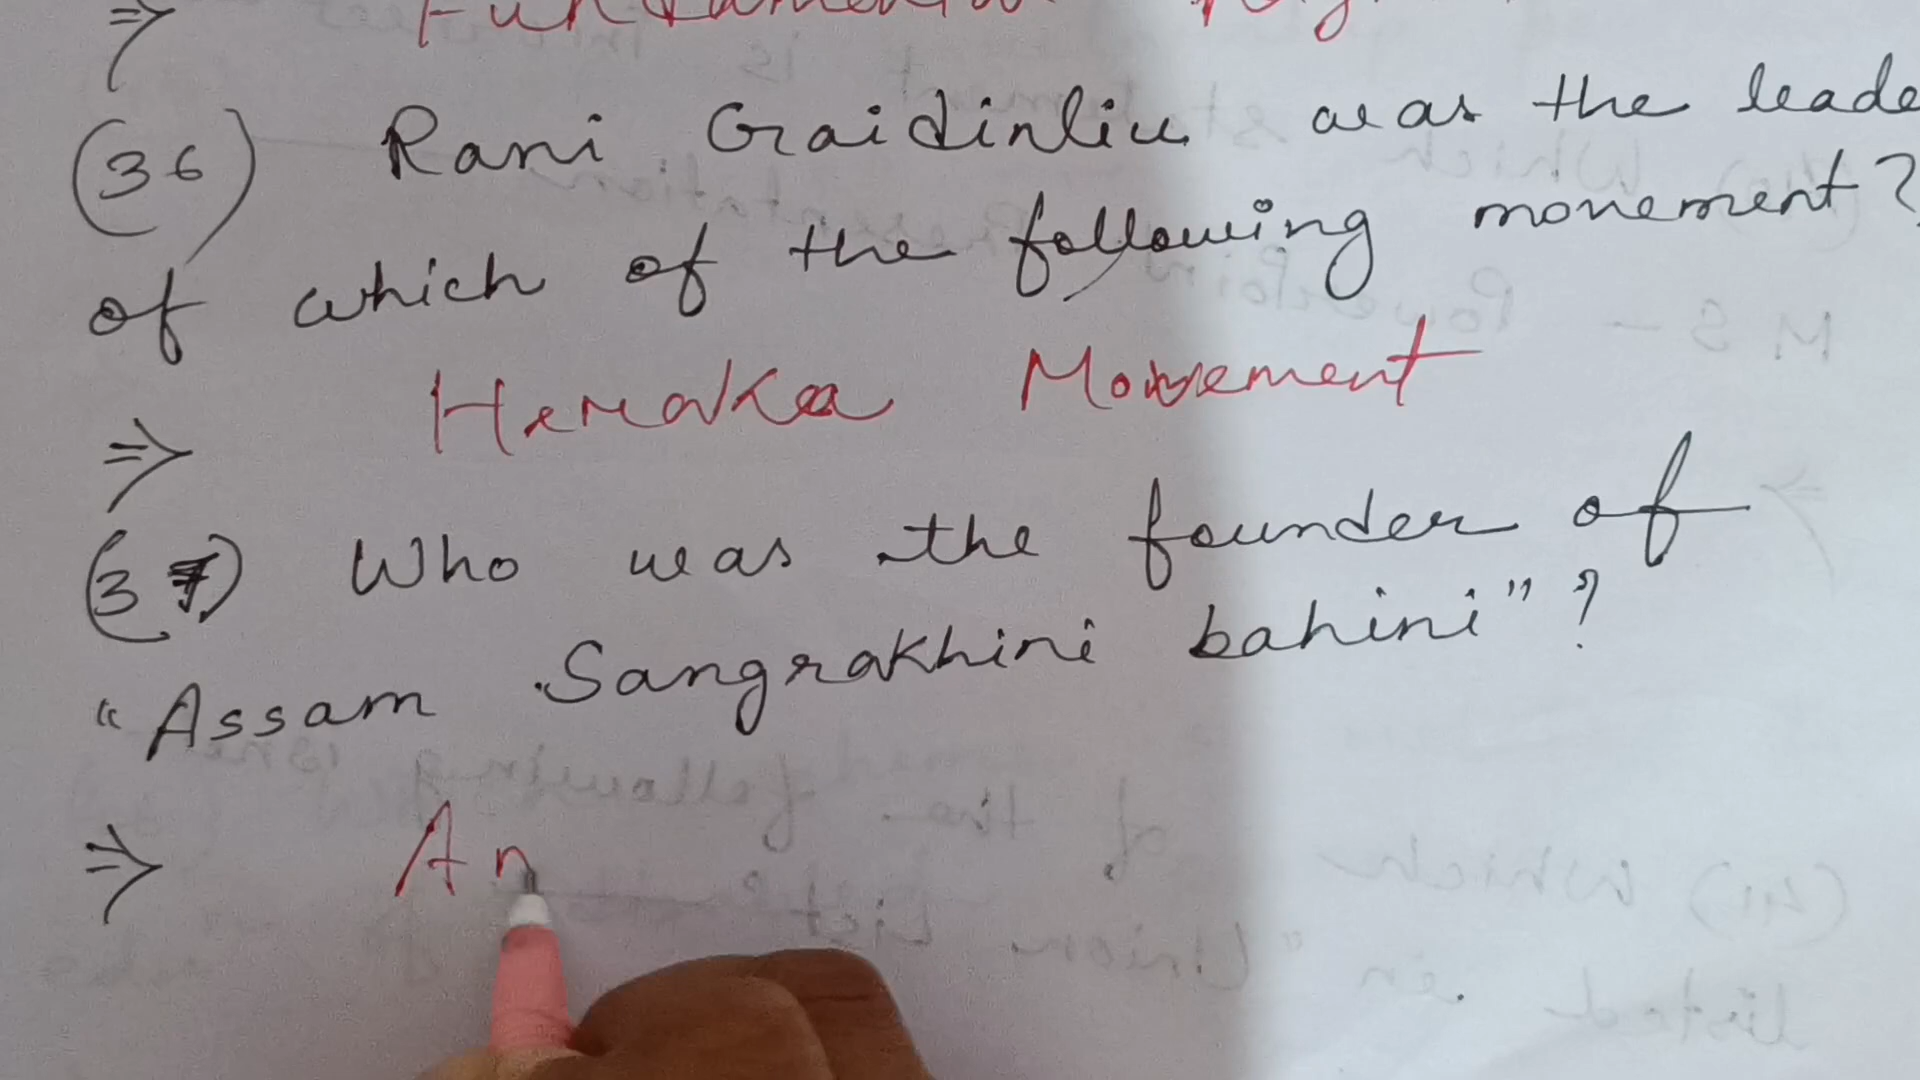 ⇒ Fundamental
(36) Rani Gaidinliu was the leade
of which of the following movement?
⇒ Heraka Movement
(37) Who was the founder of
"Assam Sangrakhini bahini"?
⇒ An